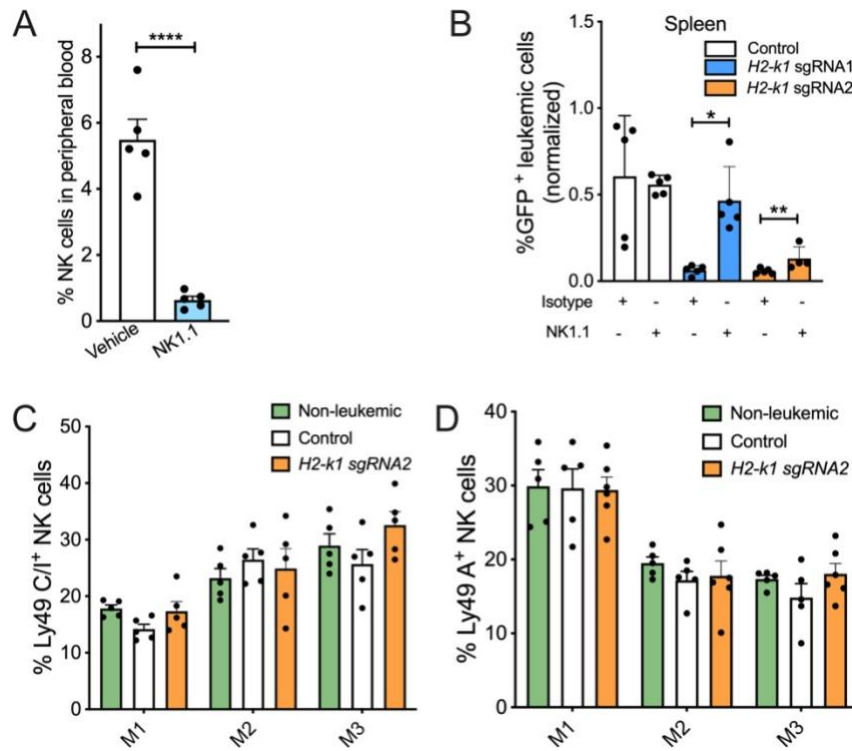 A
% NK cells in peripheral blood
8
6
4
2
0
****
Vehicle
NK1.1
B
Spleen
Control
H2-k1 sgRNA1
H2-k1 sgRNA2
%GFP + leukemic cells
(normalized)
1.5
1.0
0.5
0.0
*
**
Isotype + - + - + -
NK1.1 - + - + - +
C
Non-leukemic
Control
H2-k1 sgRNA2
% Ly49 C/I+ NK cells
50
40
30
20
10
0
M1 M2 M3
D
Non-leukemic
Control
H2-k1 sgRNA2
% Ly49 A+ NK cells
40
30
20
10
0
M1 M2 M3